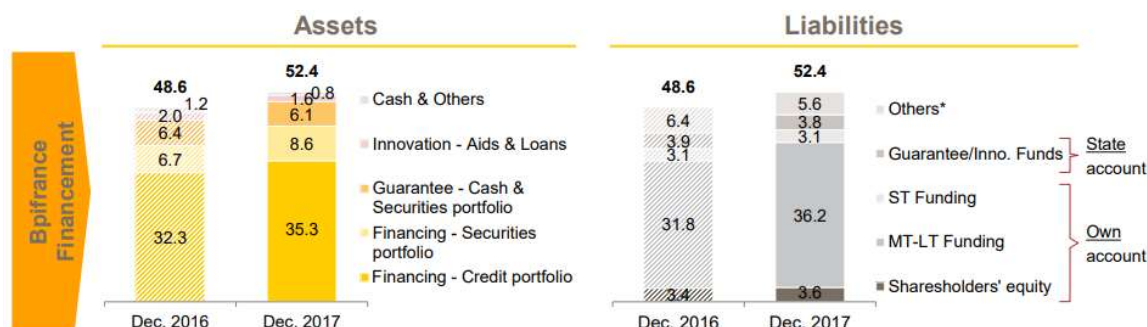 Assets
Liabilities
Bpifrance
Financement
48.6
52.4
1.2
0.8
2.0
1.6
6.4
6.1
6.7
8.6
32.3
35.3
Dec. 2016
Dec. 2017
Cash & Others
Innovation - Aids & Loans
Guarantee - Cash &
Securities portfolio
Financing - Securities
portfolio
Financing - Credit portfolio
48.6
52.4
6.4
5.6
3.9
3.8
3.1
3.1
31.8
36.2
3.4
3.6
Dec. 2016
Dec. 2017
Others*
Guarantee/Inno. Funds
ST Funding
MT-LT Funding
Shareholders' equity
State
account
Own
account